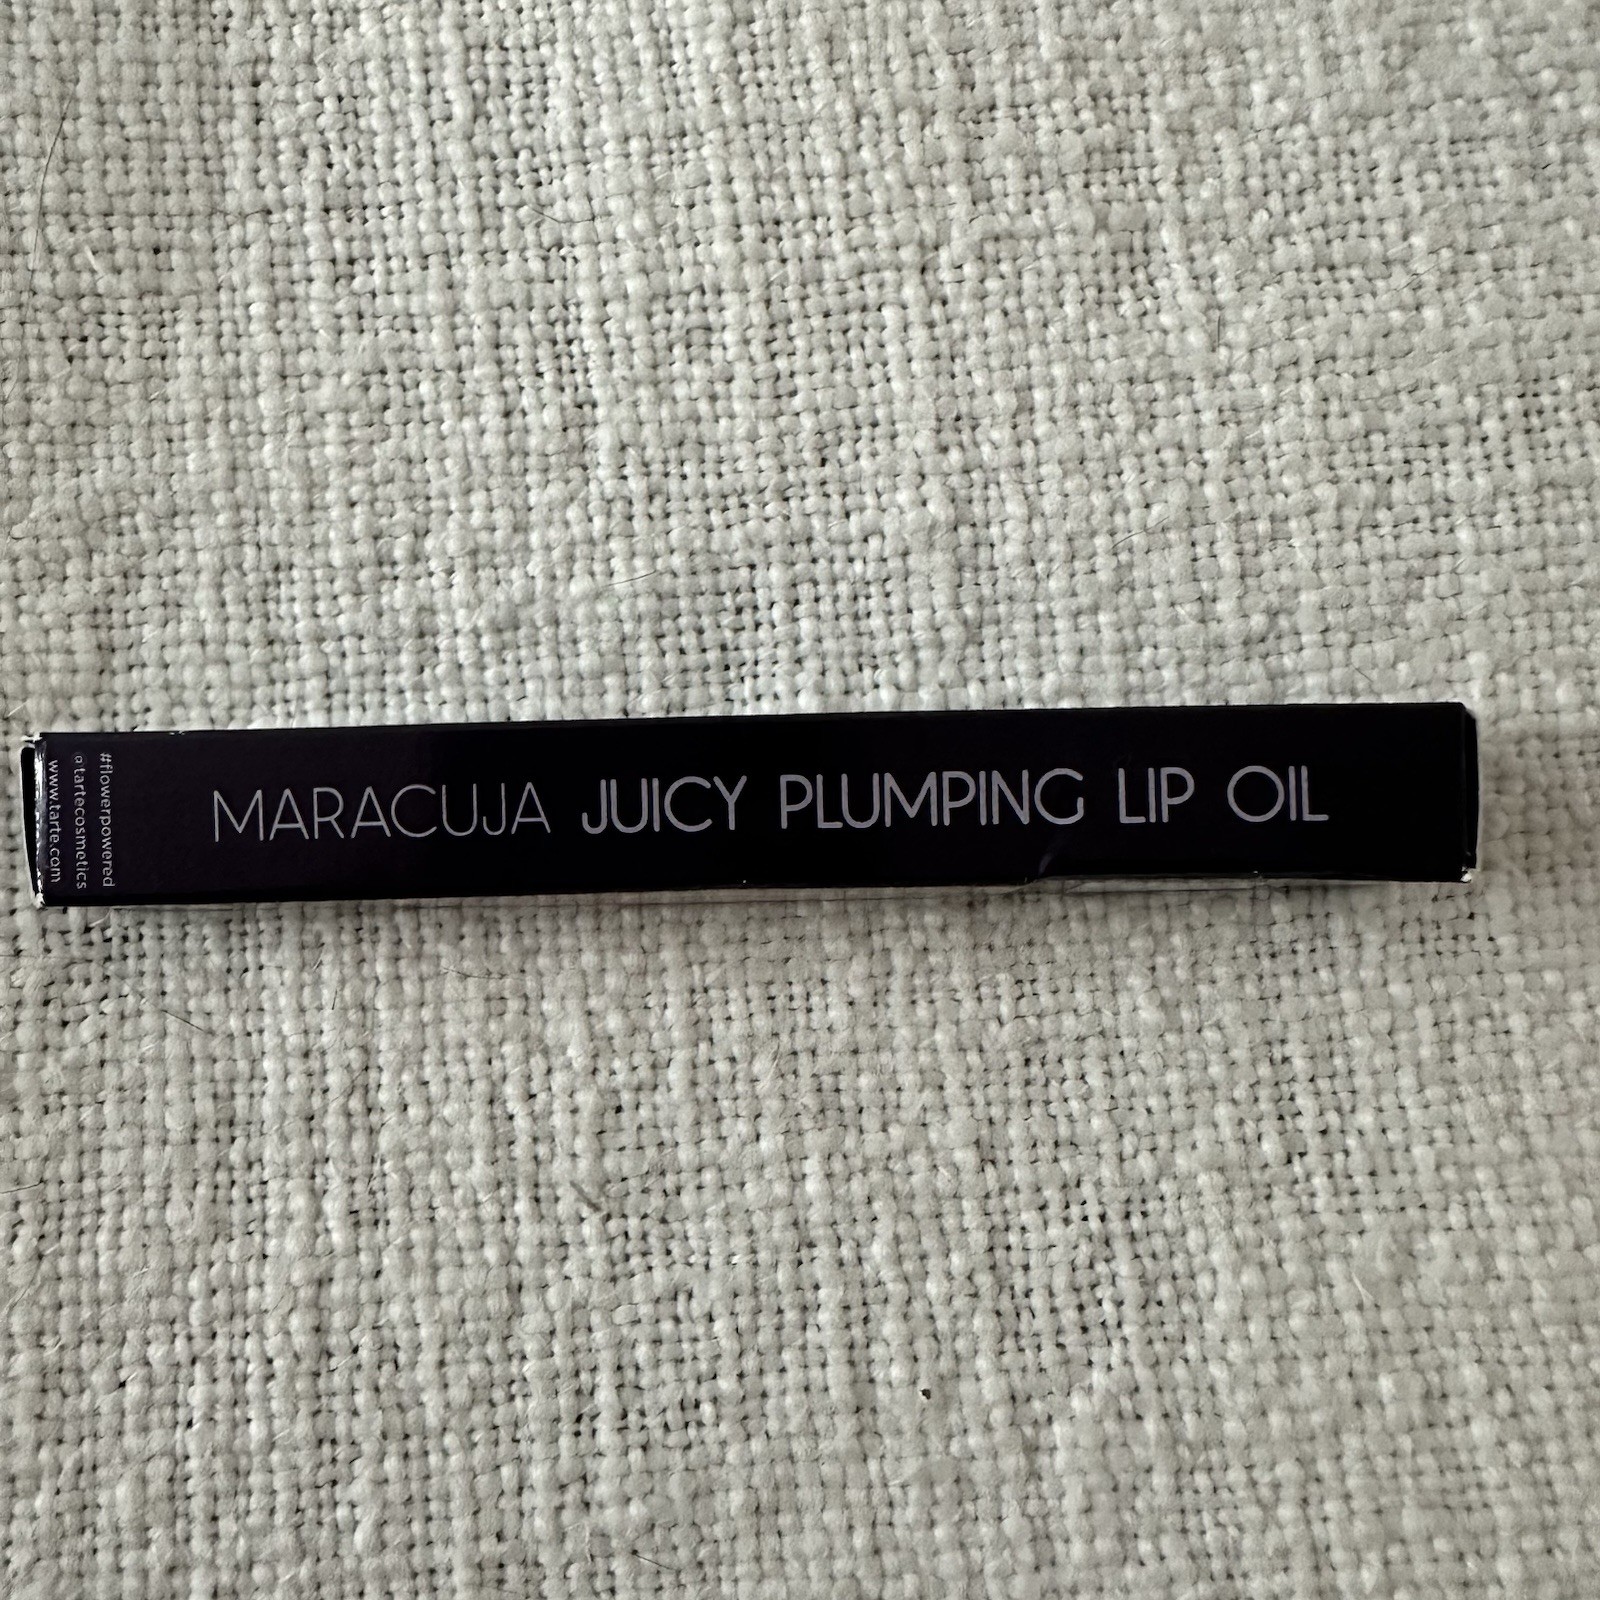 #flowerpowered
@tartecosmetics
www.tarte.com
MARACUJA JUICY PLUMPING LIP OIL